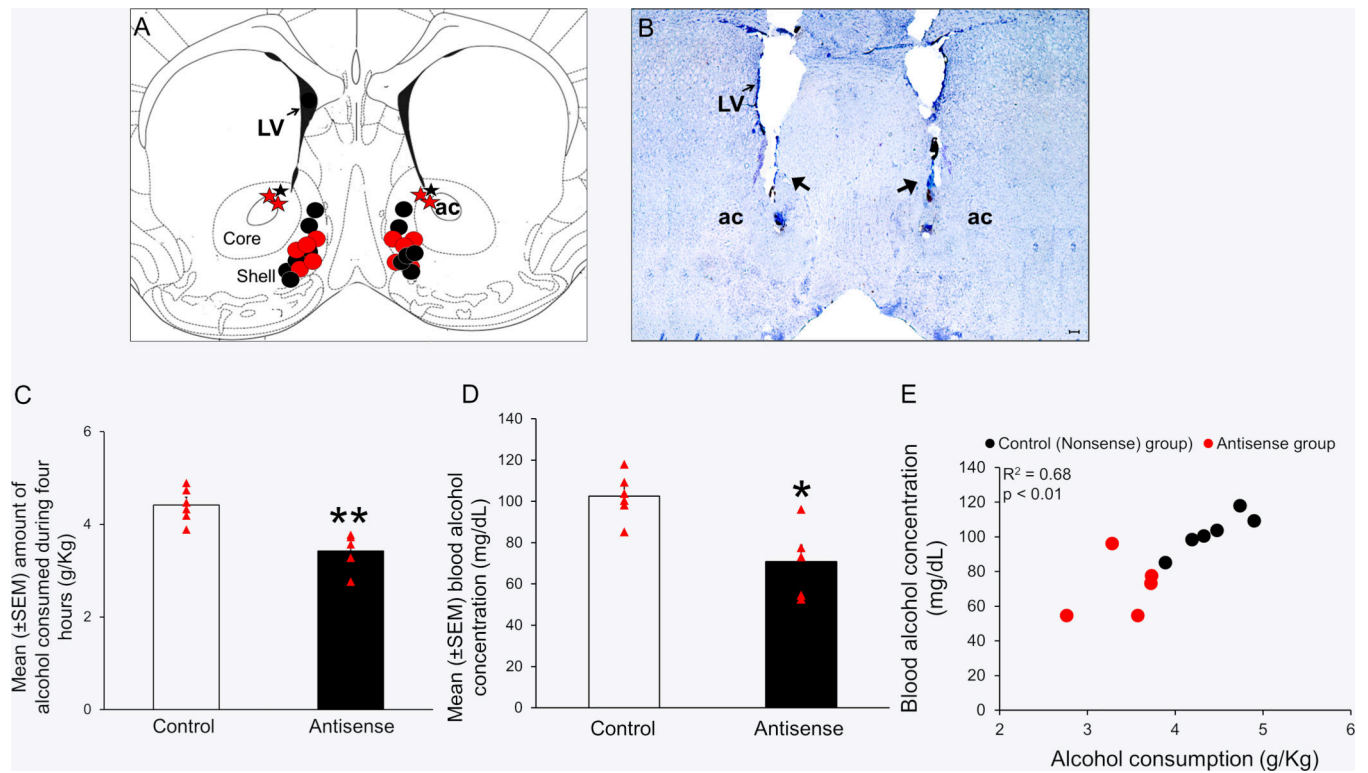 A
LV
ac
Core
Shell
B
LV
ac
ac
C
Mean (±SEM) amount of
alcohol consumed during four
hours (g/Kg)
6
4
2
0
**
Control
Antisense
D
Mean (±SEM) blood alcohol
concentration (mg/dL)
140
120
100
80
60
40
20
0
*
Control
Antisense
E
Control (Nonsense) group)
Antisense group
Blood alcohol concentration
(mg/dL)
R² = 0.68
p < 0.01
140
120
100
80
60
40
20
0
2
3
4
5
6
Alcohol consumption (g/Kg)